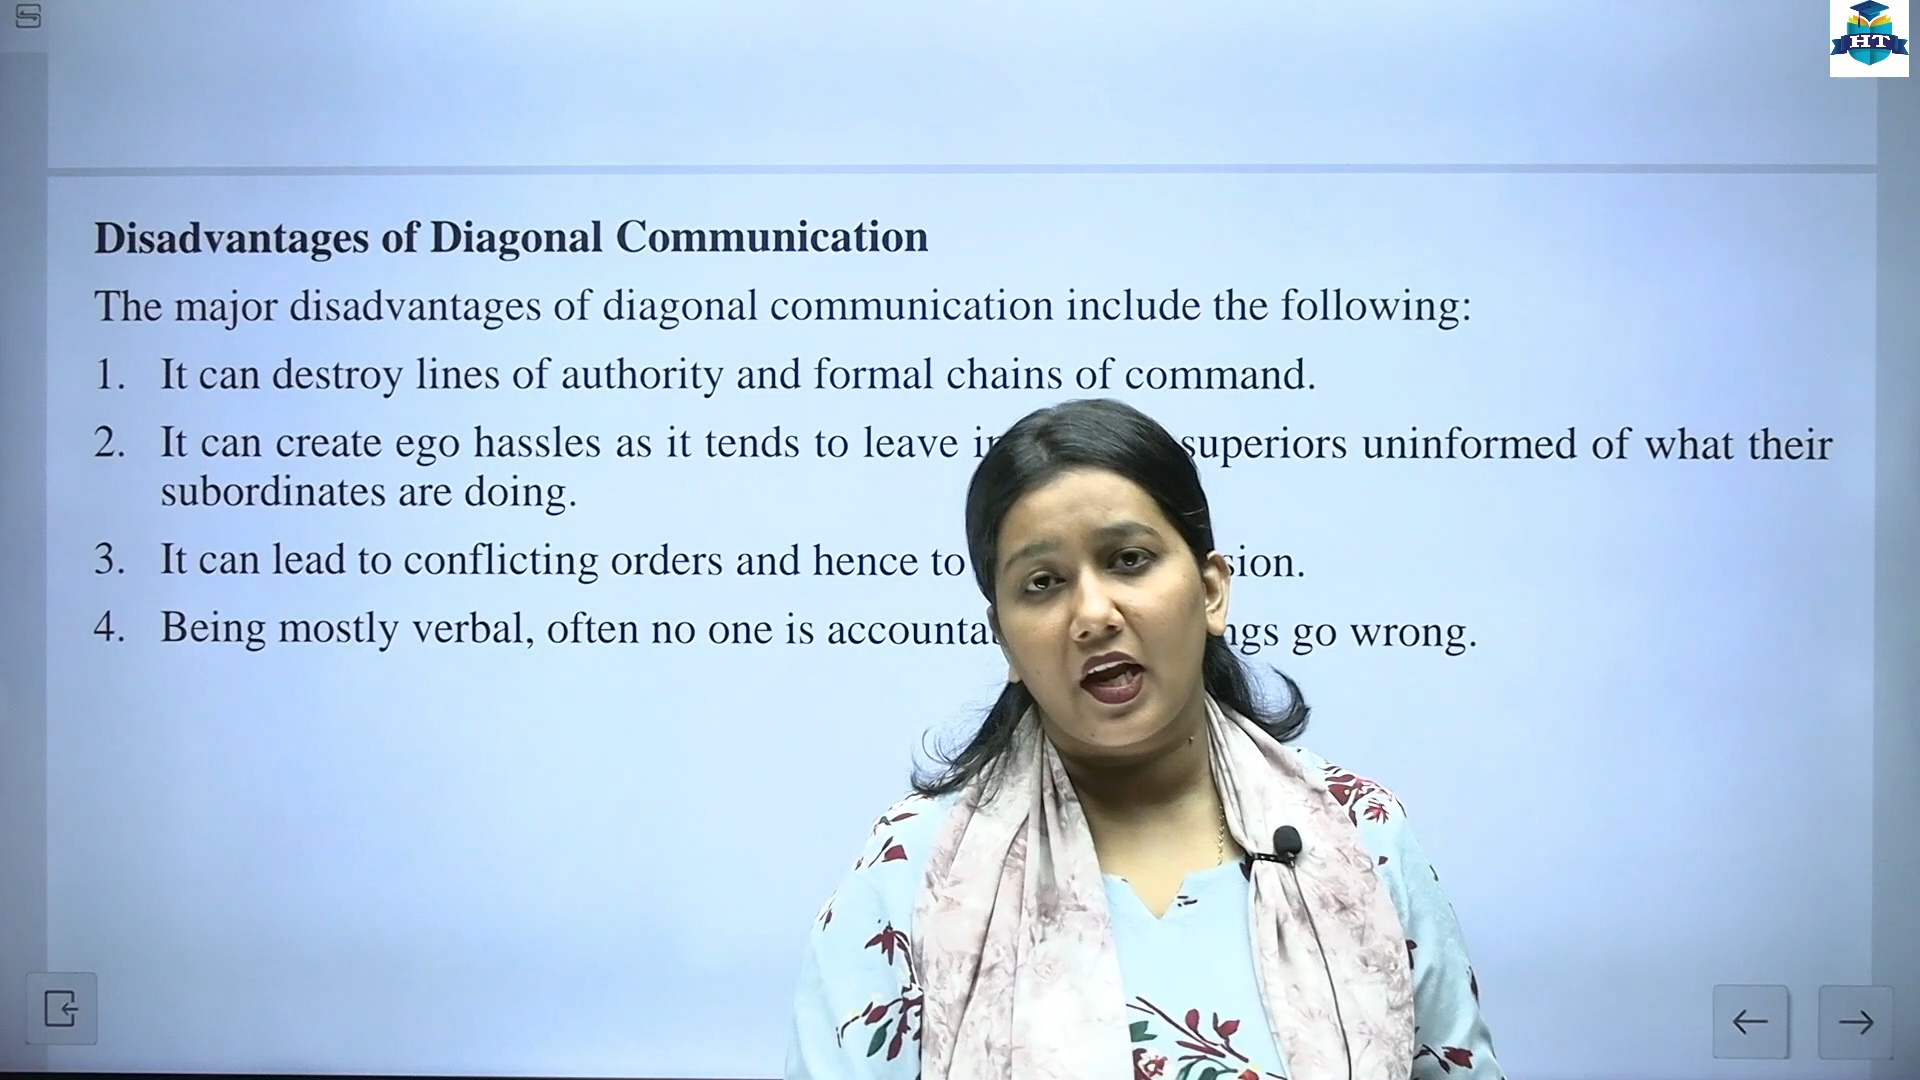 HT
Disadvantages of Diagonal Communication
The major disadvantages of diagonal communication include the following:
1. It can destroy lines of authority and formal chains of command.
2. It can create ego hassles as it tends to leave superiors uninformed of what their
subordinates are doing.
3. It can lead to conflicting orders and hence to
4. Being mostly verbal, often no one is go wrong.